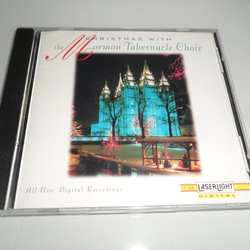 CHRISTMAS WITH
the Mormon Tabernacle Choir
All-New Digital Recordings
LASERLIGHT
DIGITAL